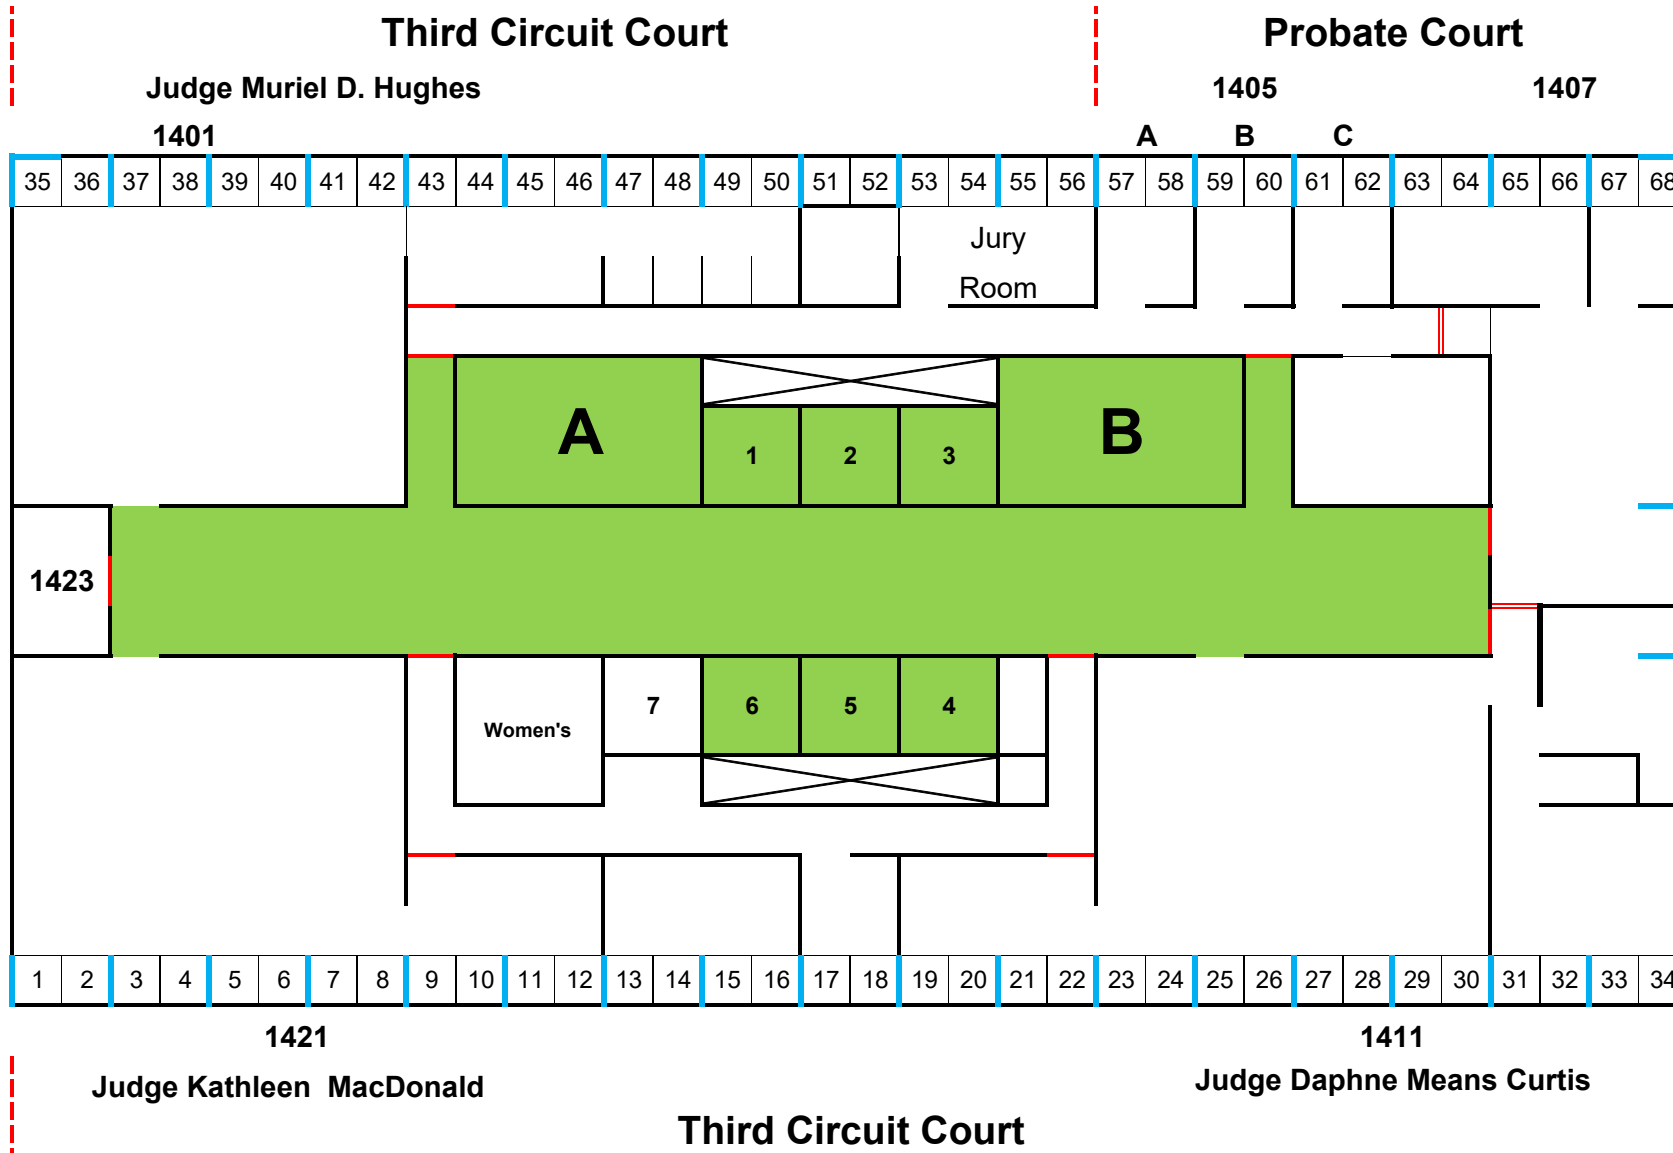 Third Circuit Court Probate Court
Judge Muriel D. Hughes 1405 1407
1401 A B C
35 36 37 38 39 40 41 42 43 44 45 46 47 48 49 50 51 52 53 54 55 56 57 58 59 60 61 62 63 64 65 66 67 68
Jury
Room
A B
1 2 3
1423
7 6 5 4
Women's
1 2 3 4 5 6 7 8 9 10 11 12 13 14 15 16 17 18 19 20 21 22 23 24 25 26 27 28 29 30 31 32 33 34
1421 1411
Judge Kathleen MacDonald Judge Daphne Means Curtis
Third Circuit Court